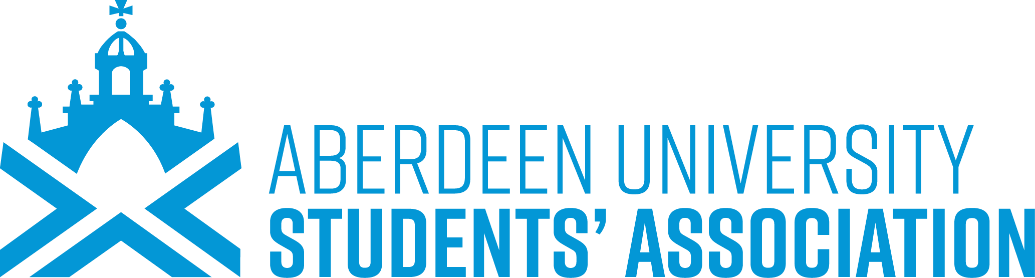 ABERDEEN UNIVERSITY
STUDENTS’ ASSOCIATION